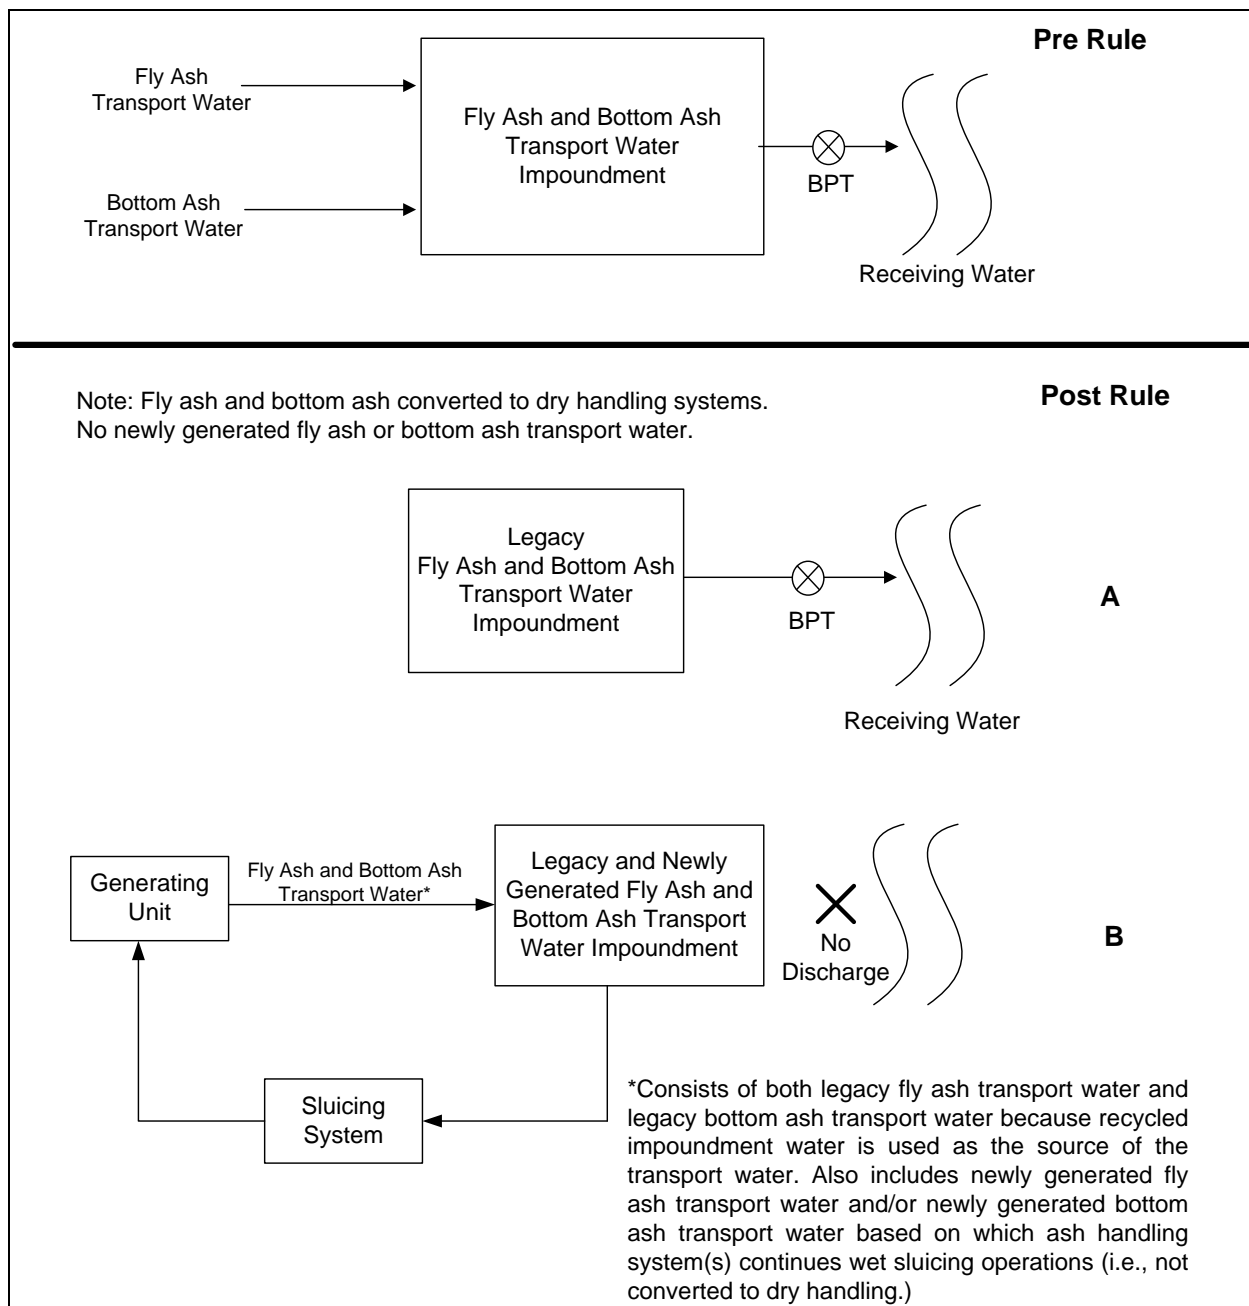 Pre Rule
Fly Ash
Transport Water
Bottom Ash
Transport Water
Fly Ash and Bottom Ash
Transport Water
Impoundment
BPT
Receiving Water
Note: Fly ash and bottom ash converted to dry handling systems.
No newly generated fly ash or bottom ash transport water.
Post Rule
Legacy
Fly Ash and Bottom Ash
Transport Water
Impoundment
BPT
Receiving Water
A
Generating
Unit
Fly Ash and Bottom Ash
Transport Water*
Legacy and Newly
Generated Fly Ash and
Bottom Ash Transport
Water Impoundment
No
Discharge
B
Sluicing
System
*Consists of both legacy fly ash transport water and
legacy bottom ash transport water because recycled
impoundment water is used as the source of the
transport water. Also includes newly generated fly
ash transport water and/or newly generated bottom
ash transport water based on which ash handling
system(s) continues wet sluicing operations (i.e., not
converted to dry handling.)